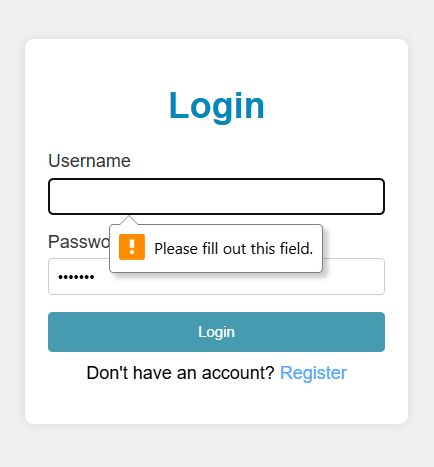 Login
Username
Passwo
Please fill out this field.
•••••••
Login
Don't have an account? Register